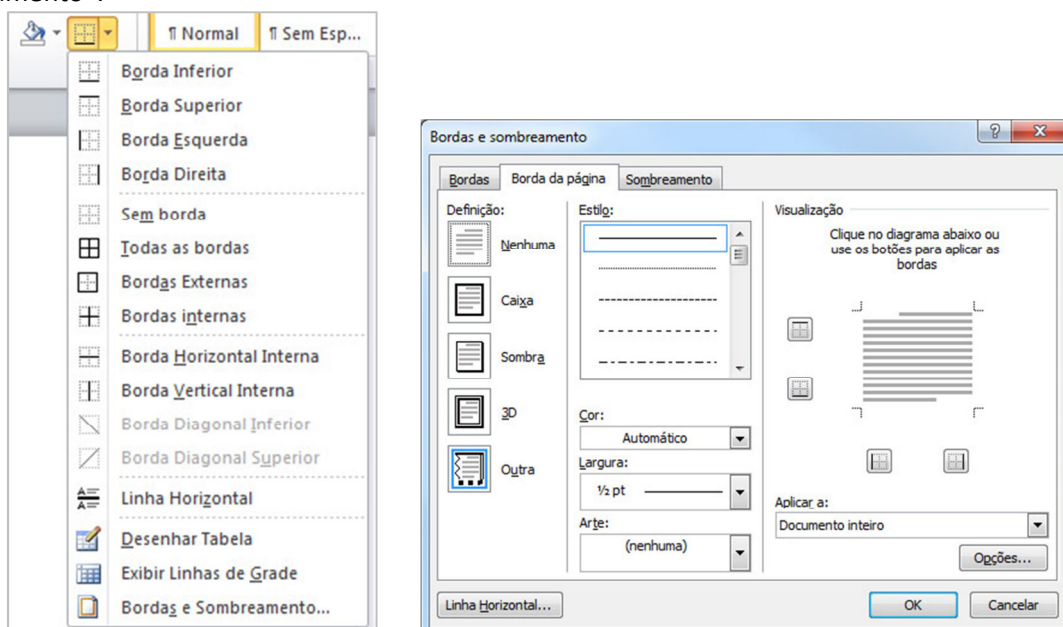 ¶ Normal
¶ Sem Esp...
Borda Inferior
Borda Superior
Borda Esquerda
Borda Direita
Sem borda
Todas as bordas
Bordas Externas
Bordas internas
Borda Horizontal Interna
Borda Vertical Interna
Borda Diagonal Inferior
Borda Diagonal Superior
Linha Horizontal
Desenhar Tabela
Exibir Linhas de Grade
Bordas e Sombreamento...
Bordas e sombreamento
Bordas
Borda da página
Sombreamento
Definição:
Nenhuma
Caixa
Sombra
3D
Outra
Estilo:
Cor:
Automático
Largura:
½ pt
Arte:
(nenhuma)
Visualização
Clique no diagrama abaixo ou
use os botões para aplicar as
bordas
Aplicar a:
Documento inteiro
Opções...
Linha Horizontal...
OK
Cancelar